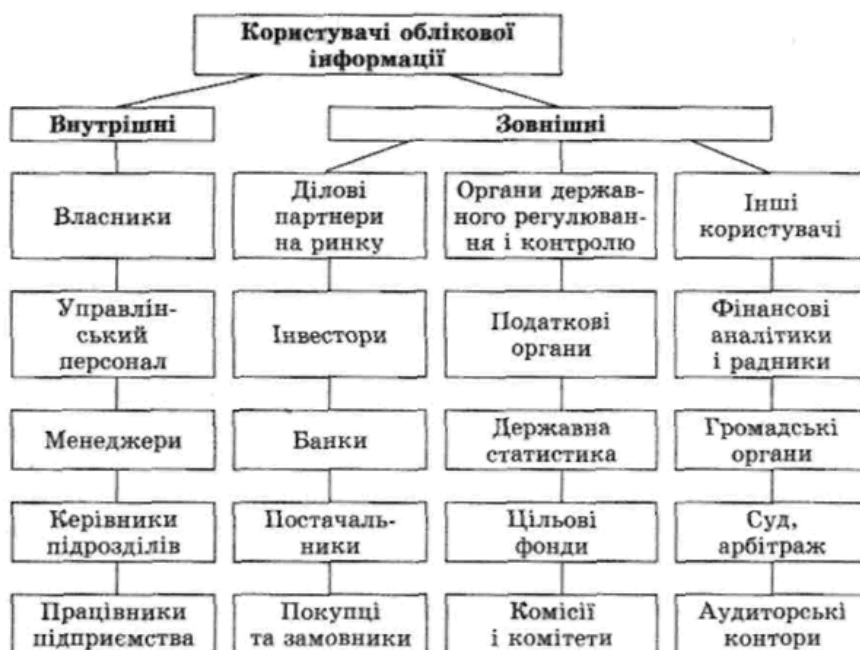 Користувачі облікової
інформації
Внутрішні
Зовнішні
Власники
Ділові
партнери
на ринку
Органи держав-
ного регулюван-
ня і контролю
Інші
користувачі
Управлін-
ський
персонал
Інвестори
Податкові
органи
Фінансові
аналітики
і радники
Менеджери
Банки
Державна
статистика
Громадські
органи
Керівники
підрозділів
Постачаль-
ники
Цільові
фонди
Суд,
арбітраж
Працівники
підприємства
Покупці
та замовники
Комісії
і комітети
Аудиторські
контори